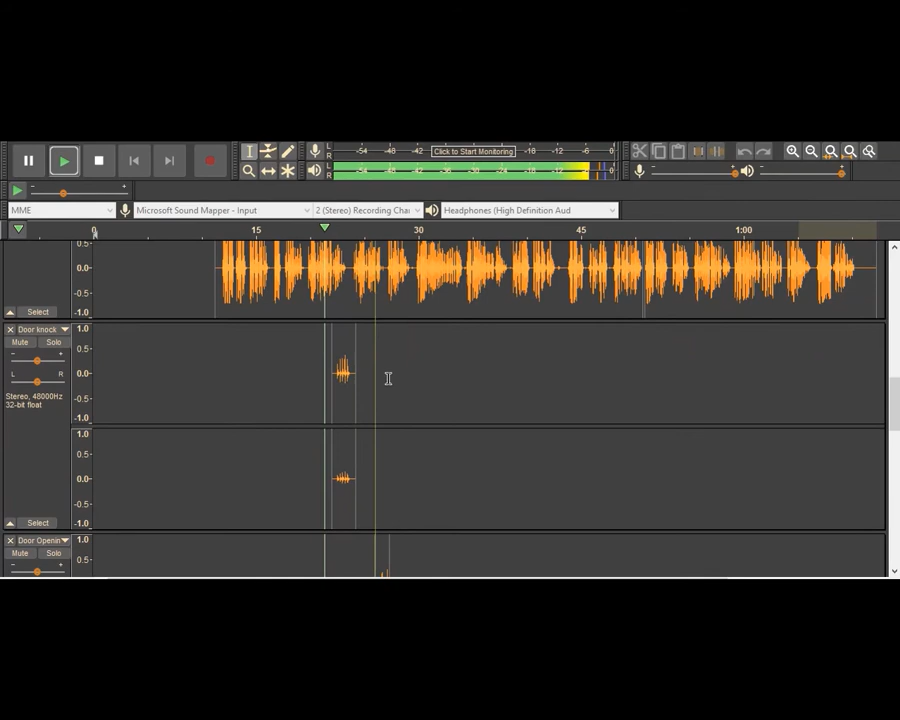 L R -54 -48 -42 Click to Start Monitoring -18 -12 -6 0
L R -54 -48 -42 -36 -30 -24 -18 -12 -6 0
- +
MME Microsoft Sound Mapper - Input 2 (Stereo) Recording Chai Headphones (High Definition Aud
0 15 30 45 1:00
0.5
0.0
-0.5
-1.0
Select
Door knock
Mute Solo
- +
L R
Stereo, 48000Hz
32-bit float
1.0
0.5
0.0
-0.5
-1.0
1.0
0.5
0.0
-0.5
-1.0
Select
Door Openin
Mute Solo
- +
1.0
0.5